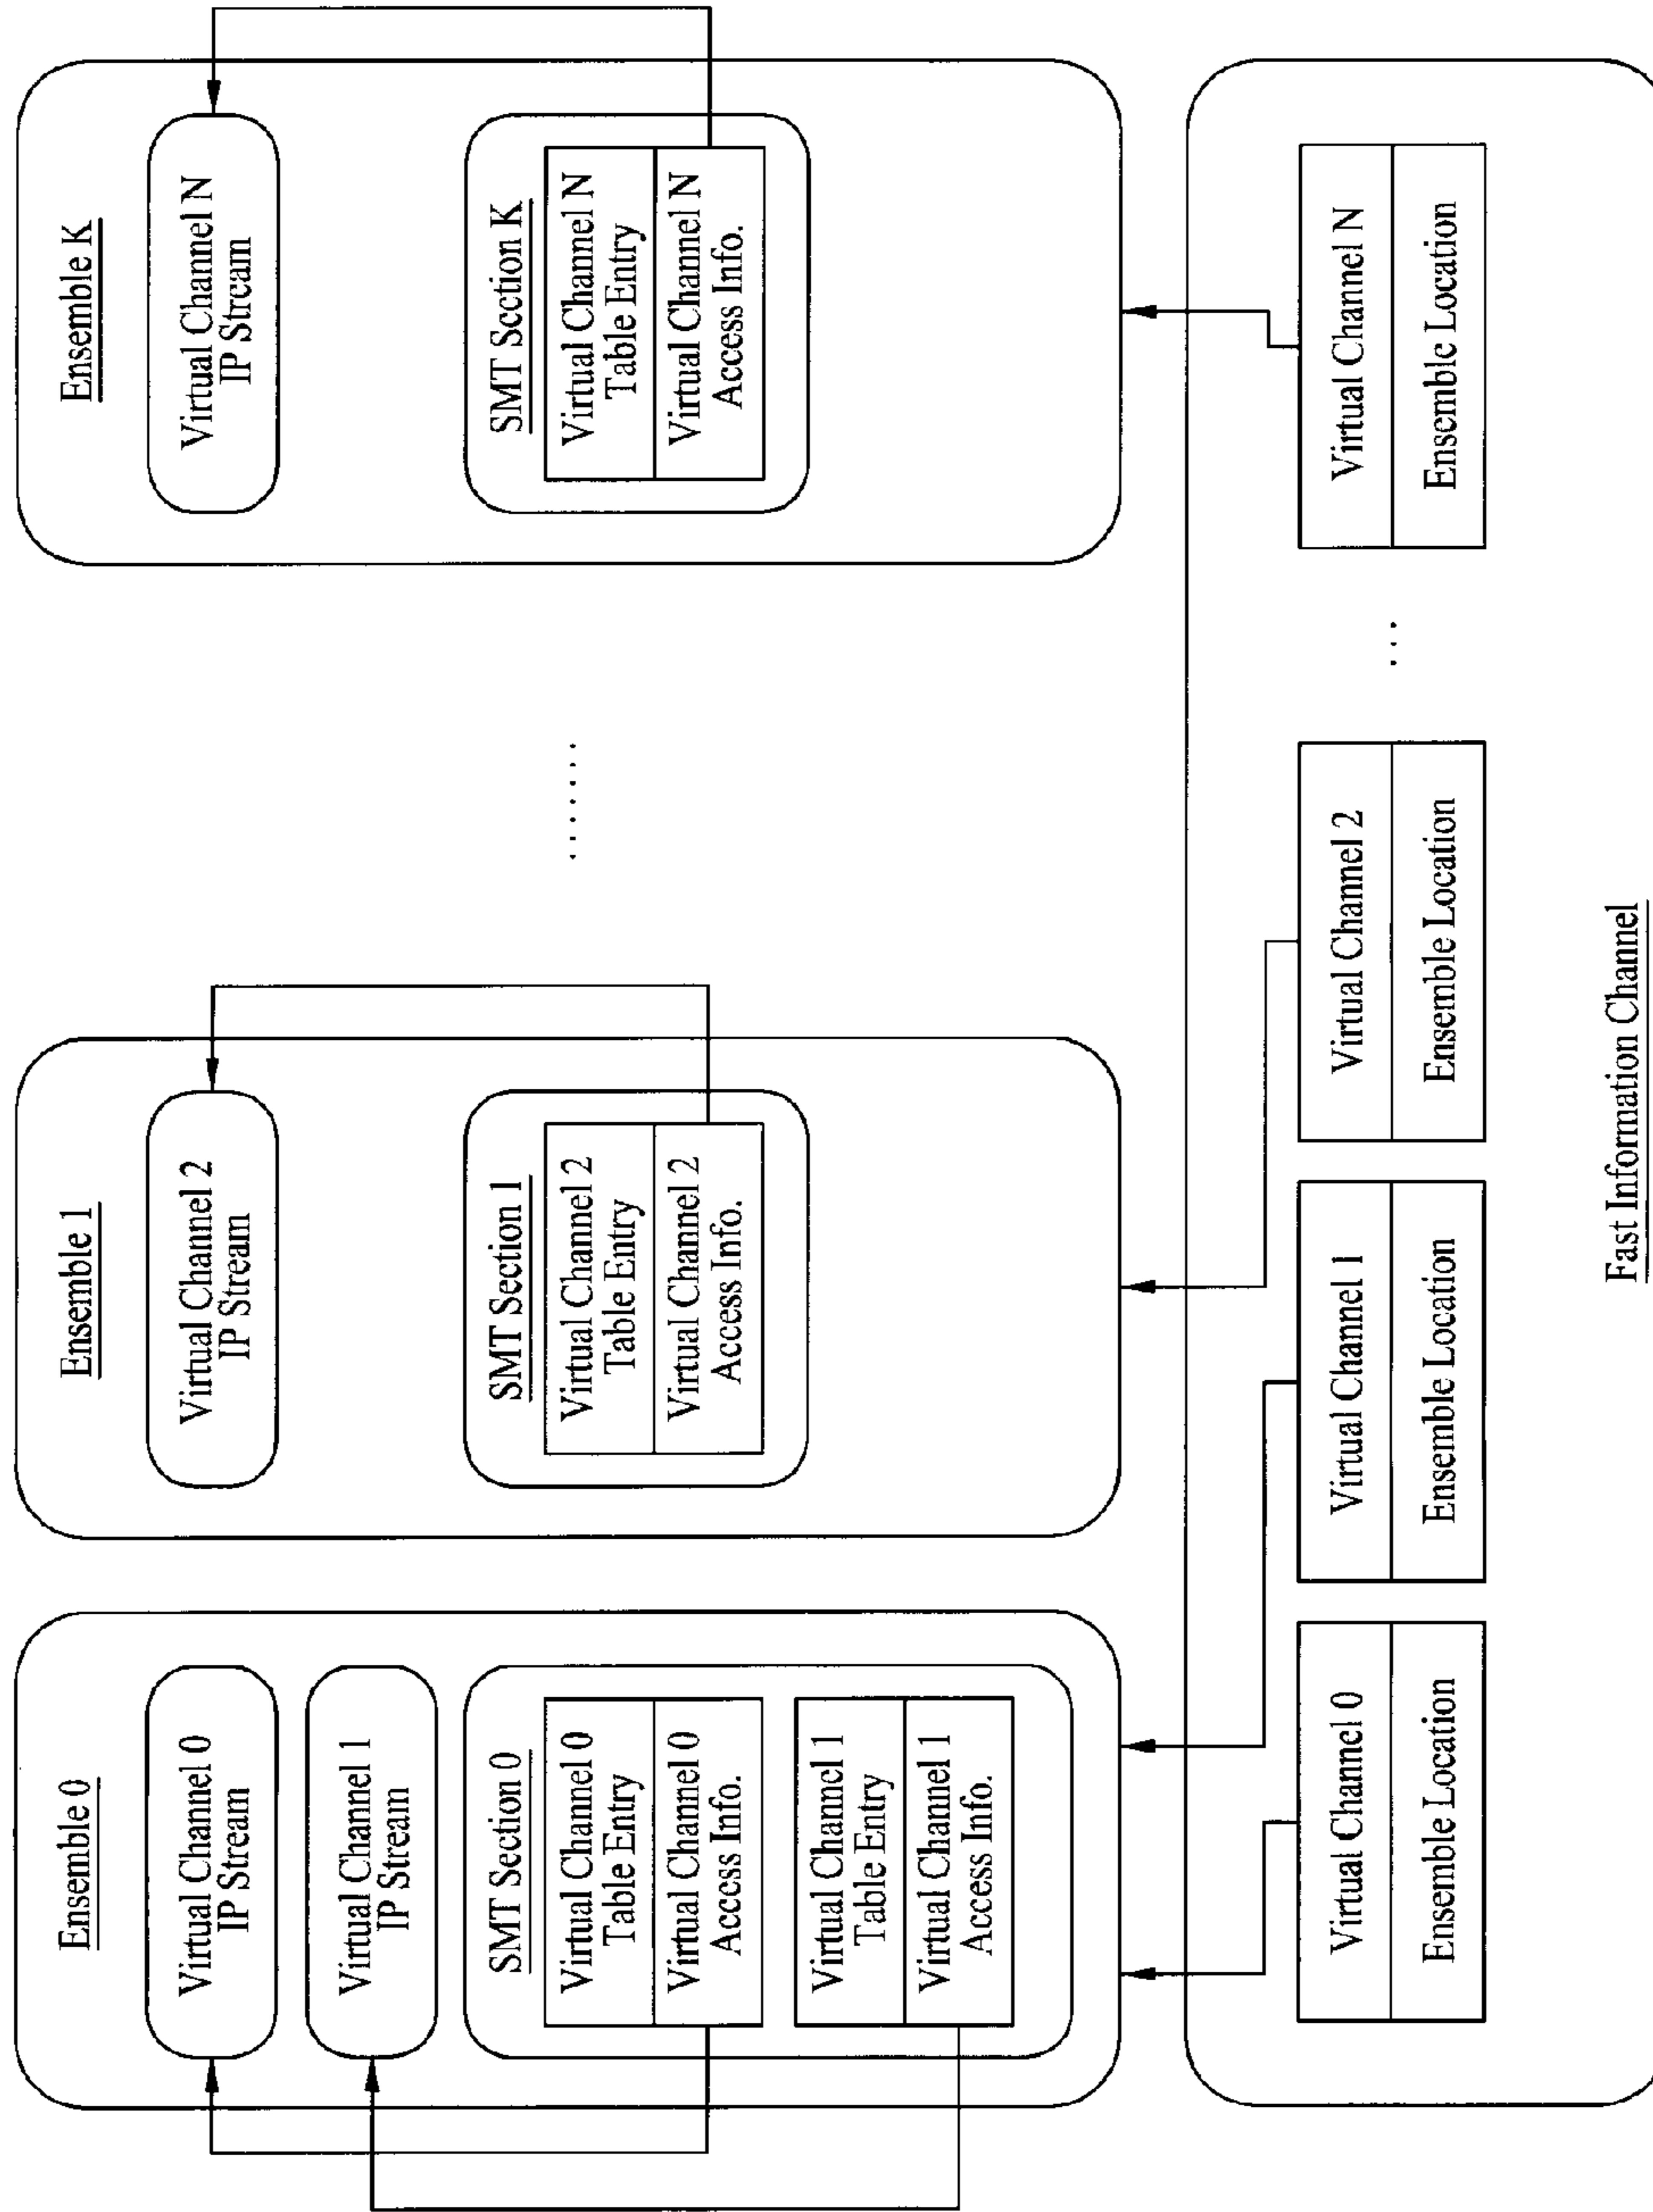 Ensemble 0
Virtual Channel 0
IP Stream
Virtual Channel 1
IP Stream
SMT Section 0
Virtual Channel 0
Table Entry
Virtual Channel 0
Access Info.
Virtual Channel 1
Table Entry
Virtual Channel 1
Access Info.
Ensemble 1
Virtual Channel 2
IP Stream
SMT Section 1
Virtual Channel 2
Table Entry
Virtual Channel 2
Access Info.
.......
Ensemble K
Virtual Channel N
IP Stream
SMT Section K
Virtual Channel N
Table Entry
Virtual Channel N
Access Info.
Virtual Channel 0
Ensemble Location
Virtual Channel 1
Ensemble Location
Virtual Channel 2
Ensemble Location
...
Virtual Channel N
Ensemble Location
Fast Information Channel